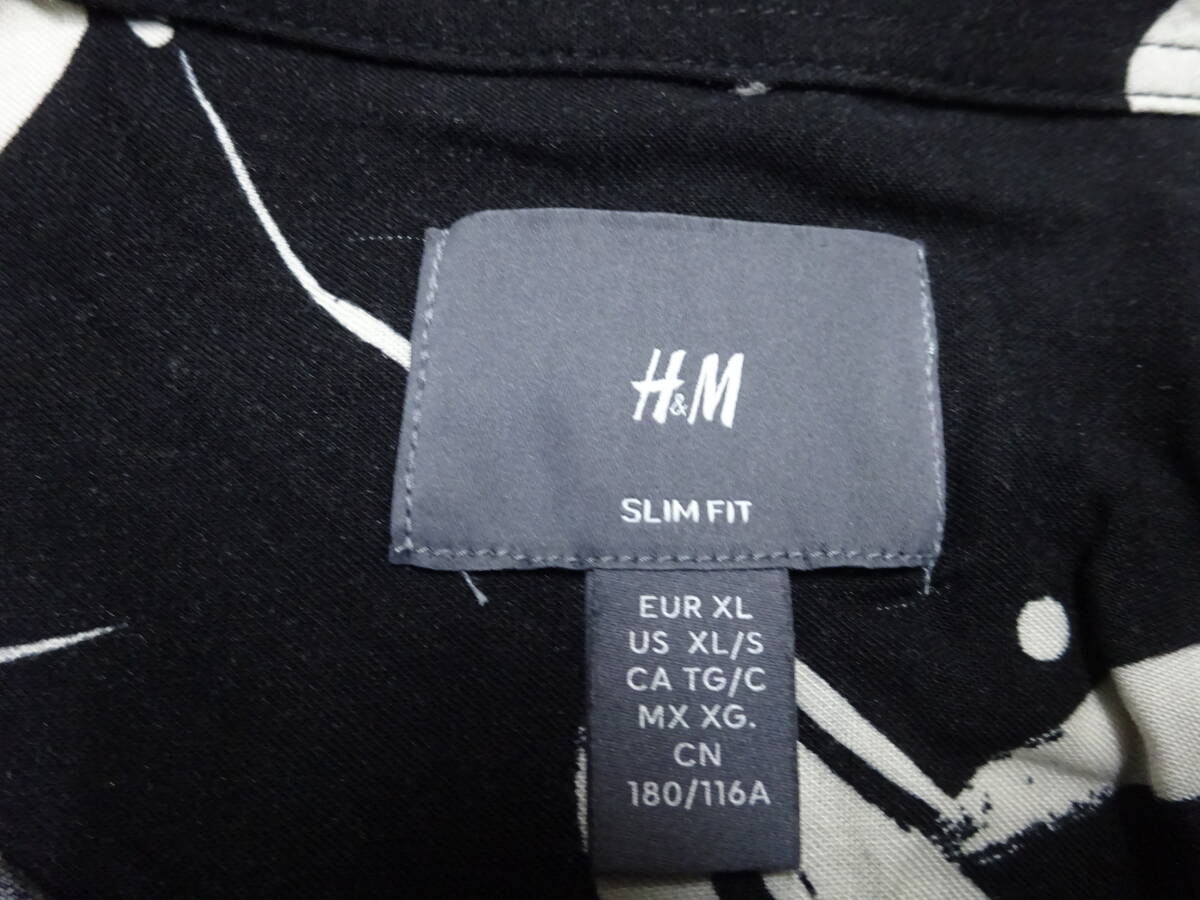 H&M
SLIM FIT
EUR XL
US XL/S
CA TG/C
MX XG.
CN
180/116A